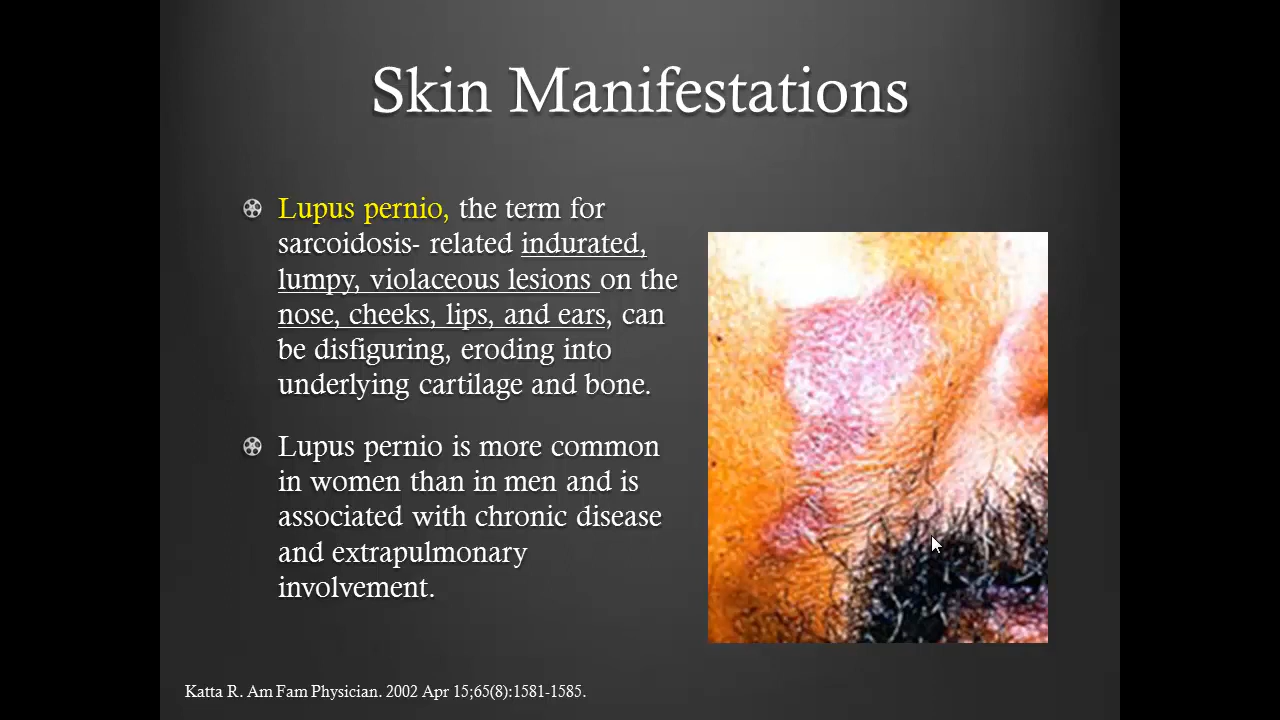 Skin Manifestations
Lupus pernio, the term for
sarcoidosis- related indurated,
lumpy, violaceous lesions on the
nose, cheeks, lips, and ears, can
be disfiguring, eroding into
underlying cartilage and bone.
Lupus pernio is more common
in women than in men and is
associated with chronic disease
and extrapulmonary
involvement.
Katta R. Am Fam Physician. 2002 Apr 15;65(8):1581-1585.